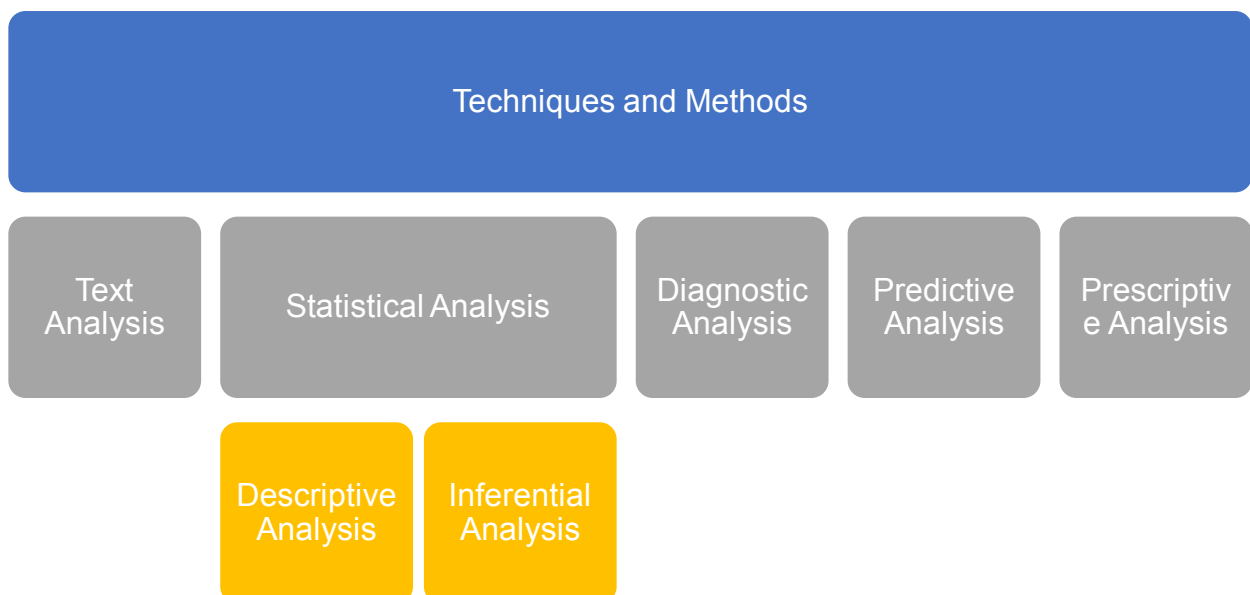 Techniques and Methods
Text
Analysis
Statistical Analysis
Diagnostic
Analysis
Predictive
Analysis
Prescriptiv
e Analysis
Descriptive
Analysis
Inferential
Analysis